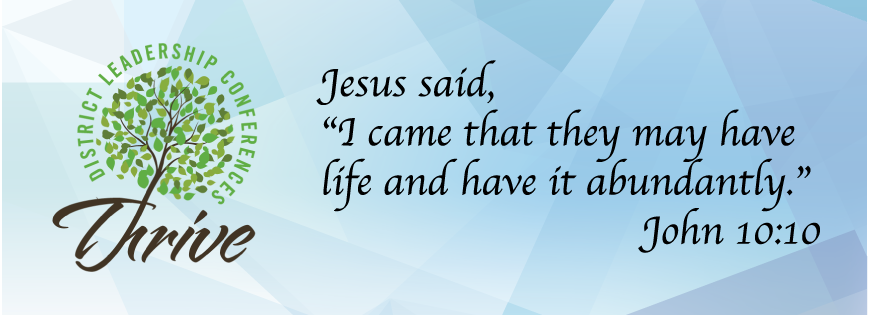 DISTRICT LEADERSHIP CONFERENCES
Thrive
Jesus said,
“I came that they may have
life and have it abundantly.”
John 10:10